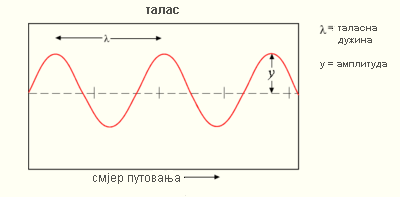 талас
λ
λ = таласна
дужина
y
y = амплитуда
смјер путовања